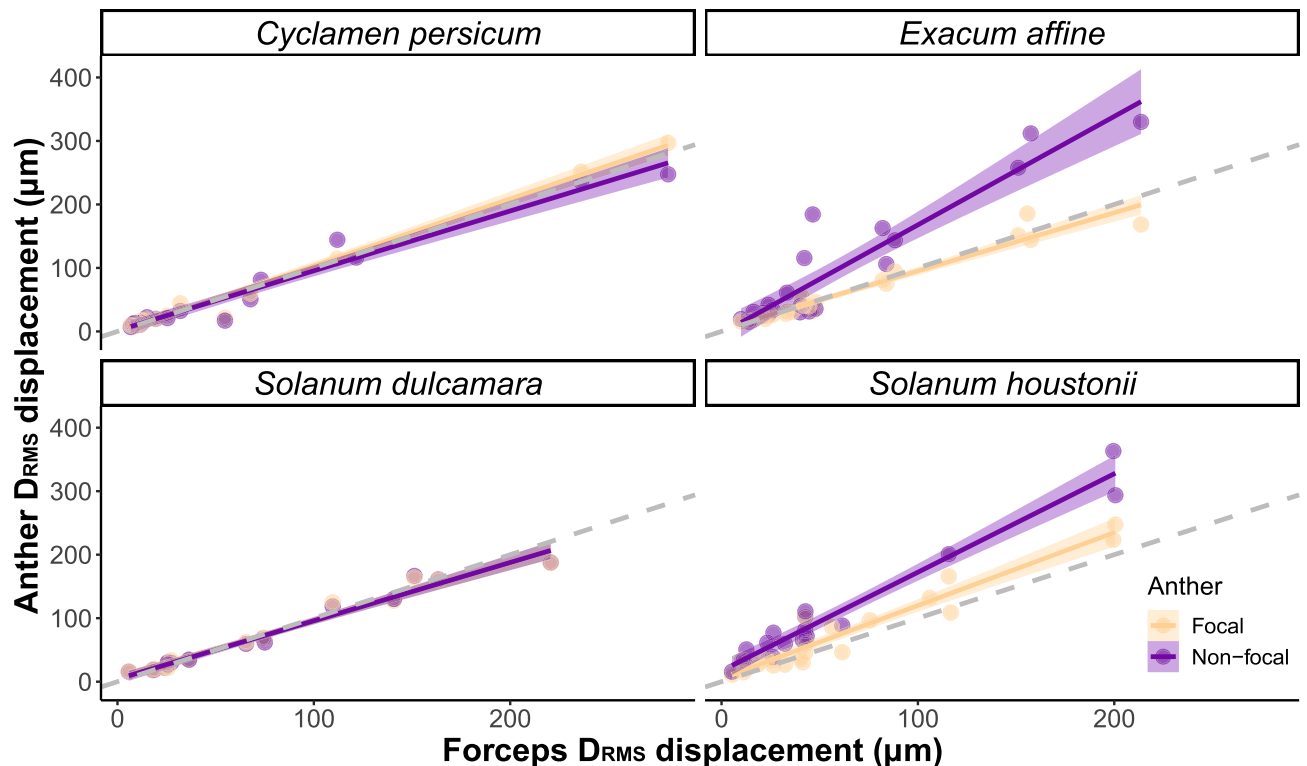 Cyclamen persicum
Exacum affine
400
300
200
100
0
Solanum dulcamara
Solanum houstonii
400
300
200
100
0
Anther DRMS displacement (µm)
Anther
Focal
Non−focal
0
100
200
0
100
200
Forceps DRMS displacement (µm)